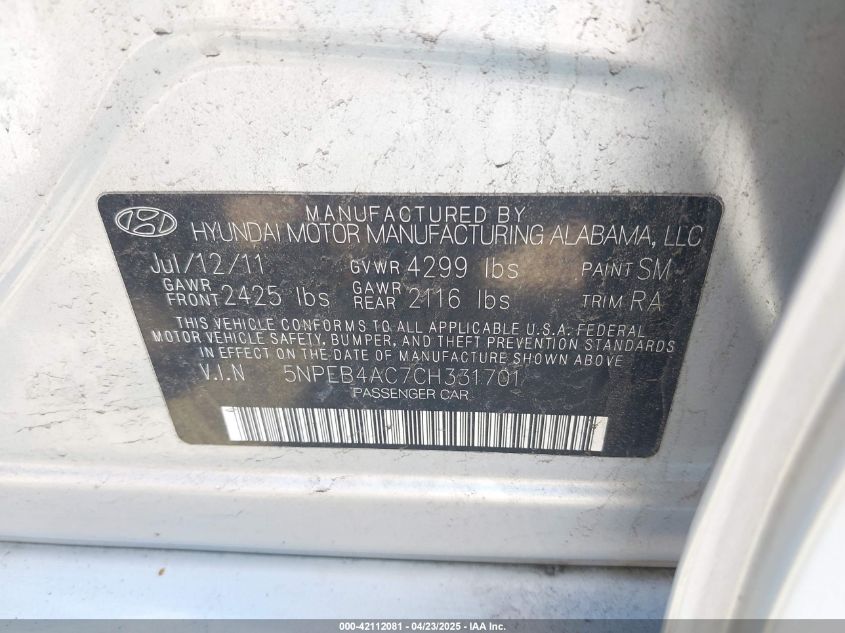 MANUFACTURED BY
HYUNDAI MOTOR MANUFACTURING ALABAMA, LLC
Jul/12/11 GVWR 4299 lbs PAINT SM
GAWR FRONT 2425 lbs GAWR REAR 2116 lbs TRIM RA
THIS VEHICLE CONFORMS TO ALL APPLICABLE U.S.A. FEDERAL
MOTOR VEHICLE SAFETY, BUMPER, AND THEFT PREVENTION STANDARDS
IN EFFECT ON THE DATE OF MANUFACTURE SHOWN ABOVE
V.I.N 5NPEB4AC7CH331701
PASSENGER CAR
000-42112081 - 04/23/2025 - IAA Inc.